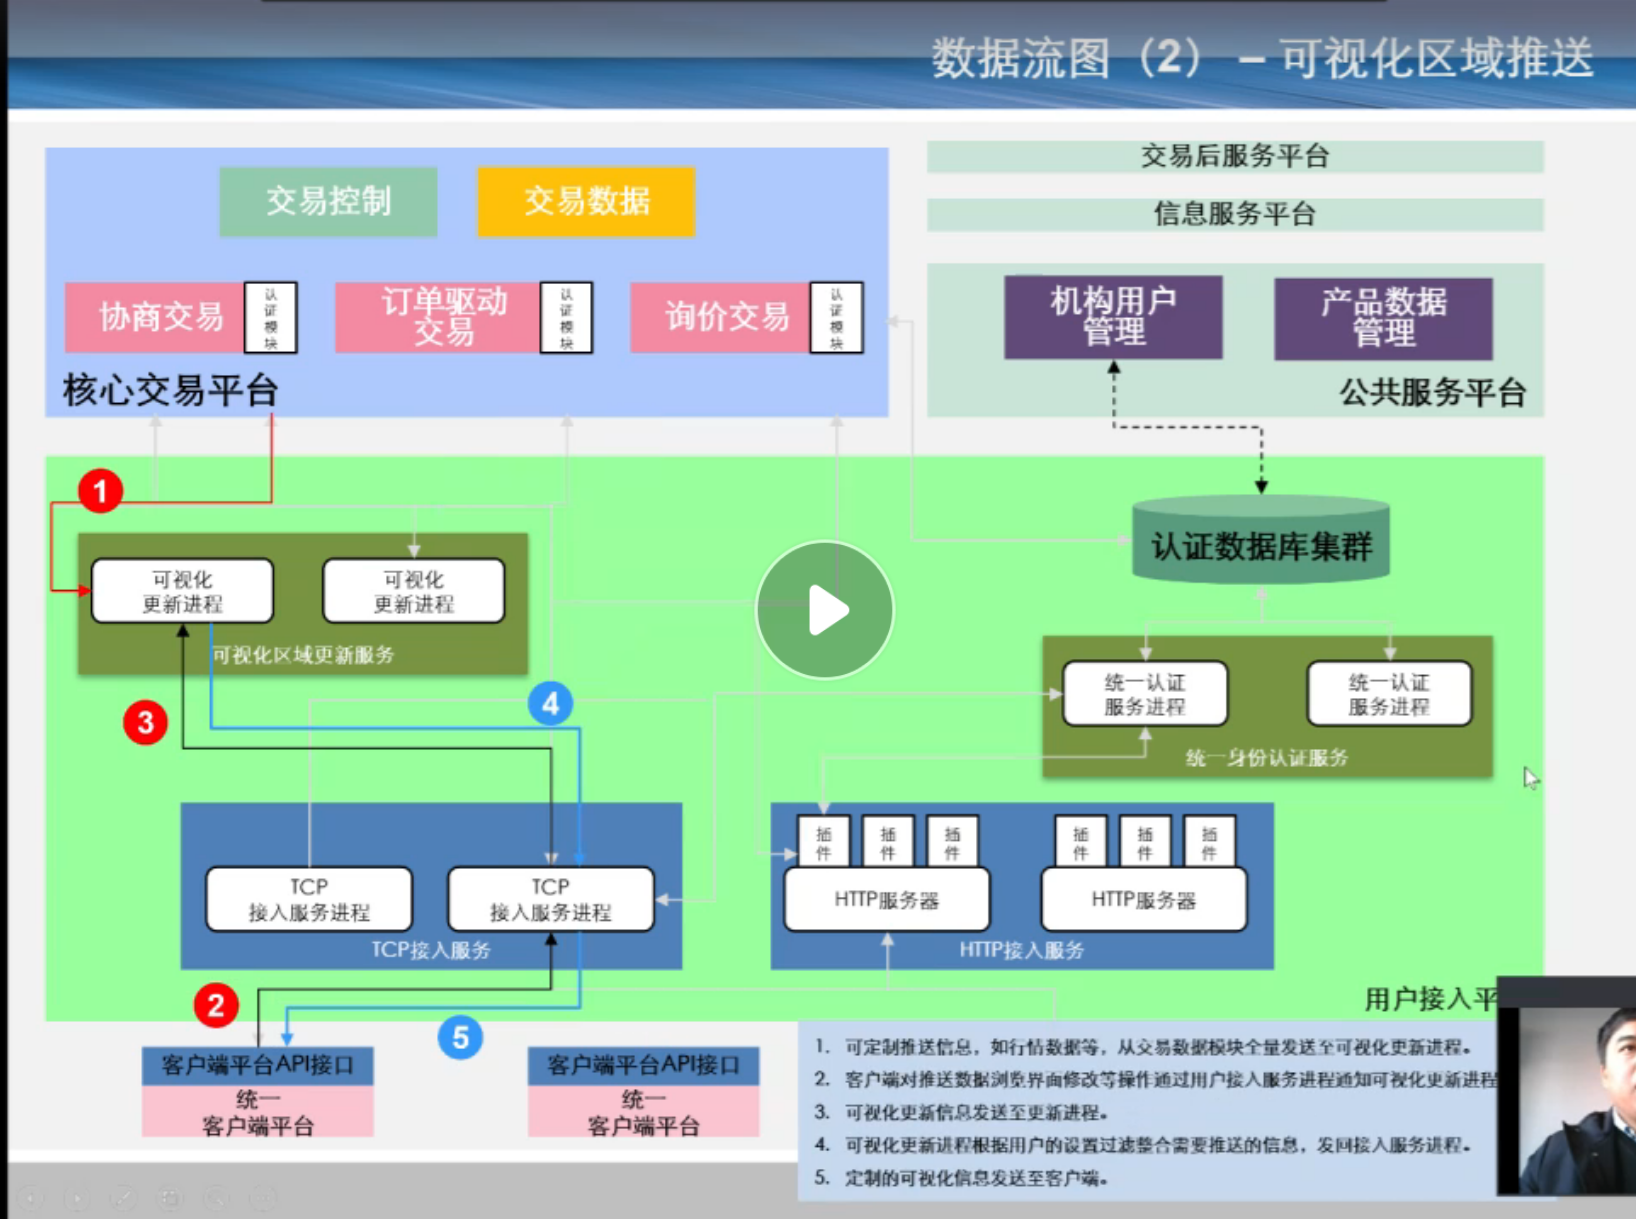 数据流图（2） – 可视化区域推送
交易控制
交易数据
协商交易
认证模块
订单驱动
交易
认证模块
询价交易
认证模块
核心交易平台
交易后服务平台
信息服务平台
机构用户
管理
产品数据
管理
公共服务平台
1
可视化
更新进程
可视化
更新进程
可视化区域更新服务
认证数据库集群
统一认证
服务进程
统一认证
服务进程
统一身份认证服务
3
4
TCP
接入服务进程
TCP
接入服务进程
TCP接入服务
插件
插件
插件
HTTP服务器
插件
插件
插件
HTTP服务器
HTTP接入服务
用户接入平
2
5
客户端平台API接口
统一
客户端平台
客户端平台API接口
统一
客户端平台
1. 可定制推送信息，如行情数据等，从交易数据模块全量发送至可视化更新进程。
2. 客户端对推送数据浏览界面修改等操作通过用户接入服务进程通知可视化更新进程
3. 可视化更新信息发送至更新进程。
4. 可视化更新进程根据用户的设置过滤整合需要推送的信息，发回接入服务进程。
5. 定制的可视化信息发送至客户端。